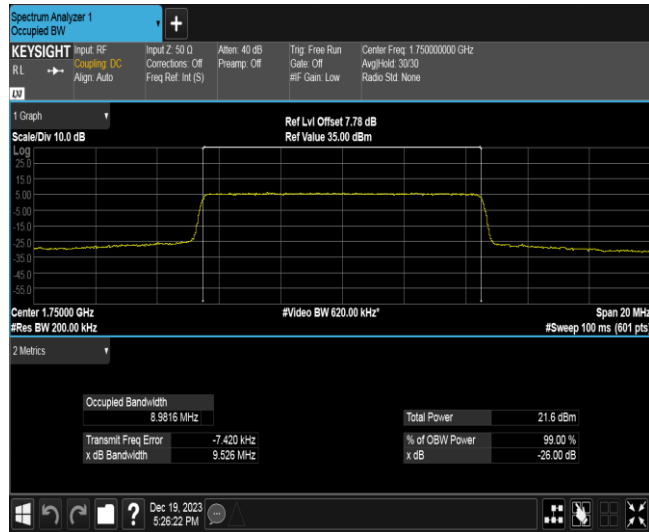 Spectrum Analyzer 1
Occupied BW
+
KEYSIGHT
RL
LXI
Input: RF
Coupling: DC
Align: Auto
Input Z: 50 Ω
Corrections: Off
Freq Ref: Int (S)
Atten: 40 dB
Preamp: Off
Trig: Free Run
Gate: Off
#IF Gain: Low
Center Freq: 1.750000000 GHz
Avg|Hold: 30/30
Radio Std: None
1 Graph
Scale/Div 10.0 dB
Ref Lvl Offset 7.78 dB
Ref Value 35.00 dBm
Log
25.0
15.0
5.00
-5.00
-15.0
-25.0
-35.0
-45.0
-55.0
Center 1.75000 GHz
#Res BW 200.00 kHz
#Video BW 620.00 kHz*
Span 20 MHz
#Sweep 100 ms (601 pts)
2 Metrics
Occupied Bandwidth
8.9816 MHz
Transmit Freq Error -7.420 kHz
x dB Bandwidth 9.526 MHz
Total Power 21.6 dBm
% of OBW Power 99.00 %
x dB -26.00 dB
?
Dec 19, 2023
5:26:22 PM